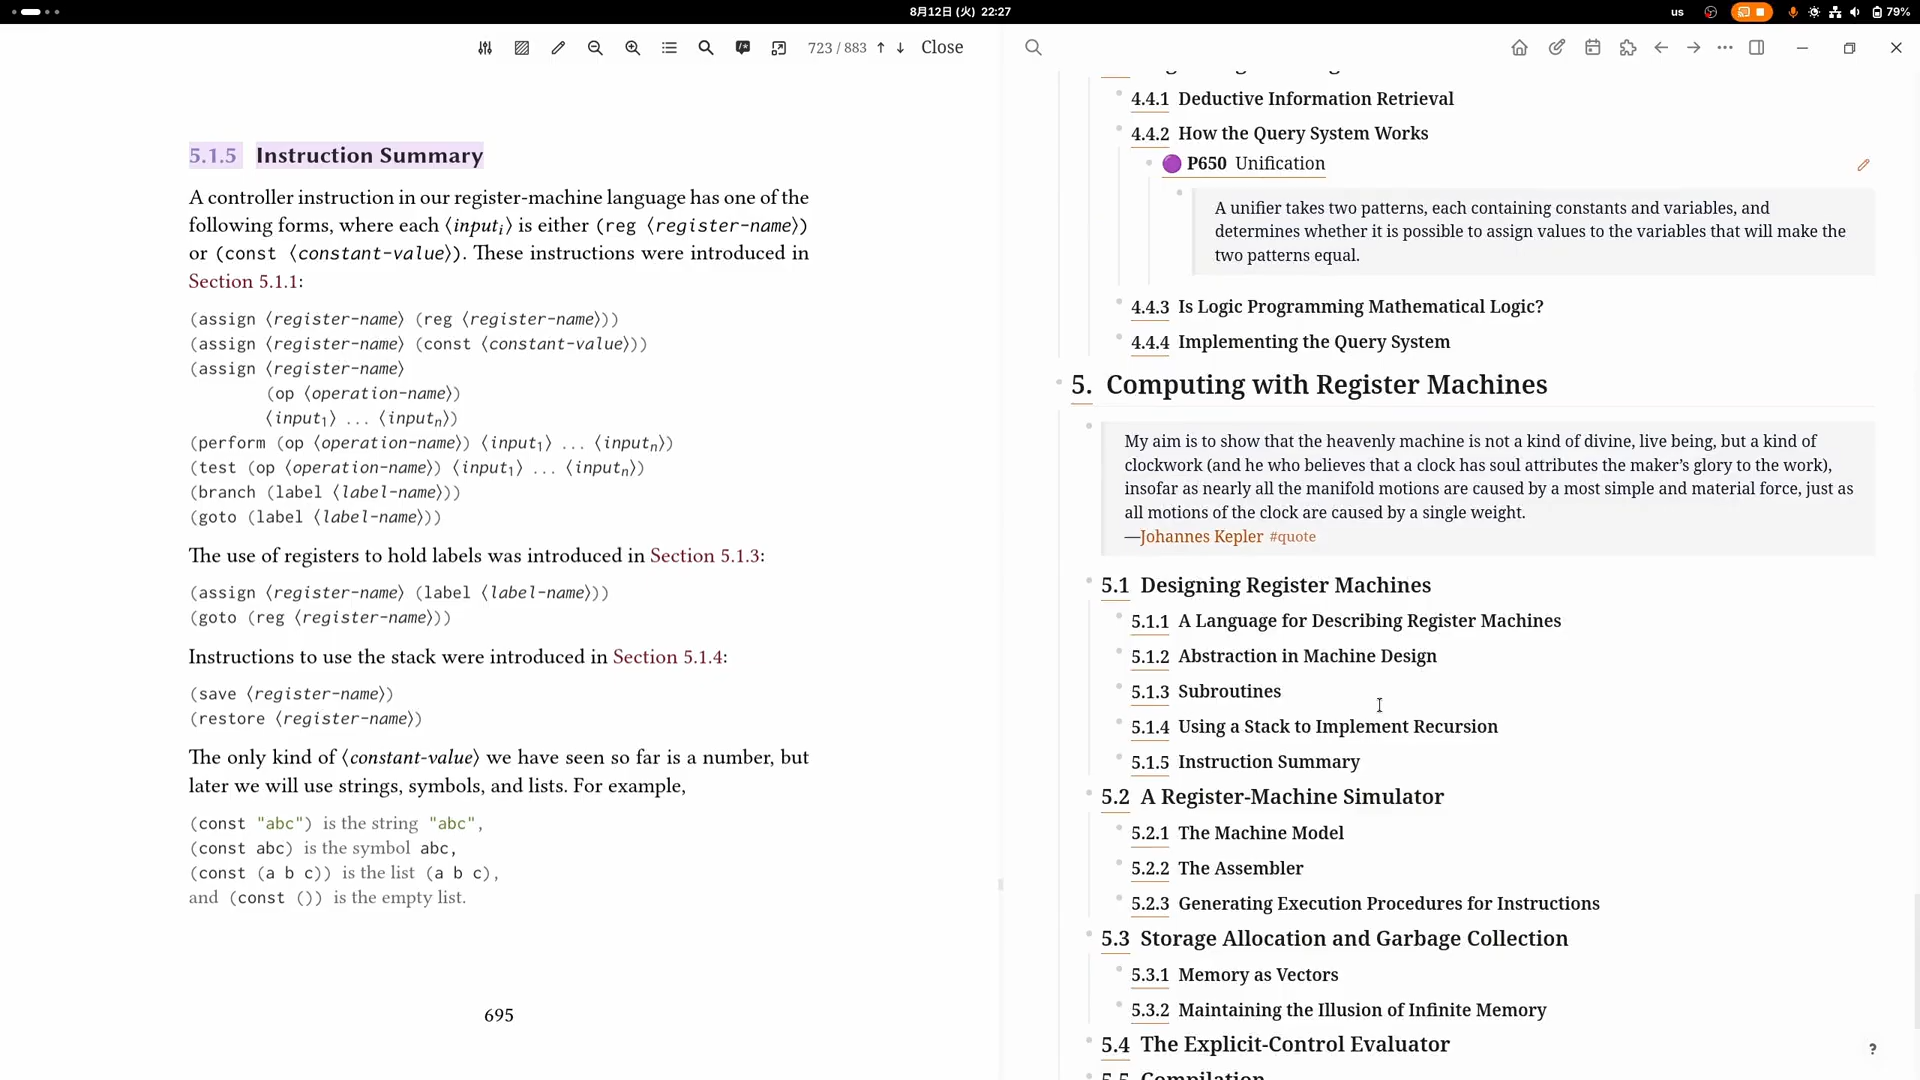 8月12日 (火) 22:27
us
79%
723 / 883
Close
5.1.5 Instruction Summary
A controller instruction in our register-machine language has one of the
following forms, where each ⟨inputᵢ⟩ is either (reg ⟨register-name⟩)
or (const ⟨constant-value⟩). These instructions were introduced in
Section 5.1.1:
(assign ⟨register-name⟩ (reg ⟨register-name⟩))
(assign ⟨register-name⟩ (const ⟨constant-value⟩))
(assign ⟨register-name⟩
(op ⟨operation-name⟩)
⟨input₁⟩ ... ⟨inputₙ⟩)
(perform (op ⟨operation-name⟩) ⟨input₁⟩ ... ⟨inputₙ⟩)
(test (op ⟨operation-name⟩) ⟨input₁⟩ ... ⟨inputₙ⟩)
(branch (label ⟨label-name⟩))
(goto (label ⟨label-name⟩))
The use of registers to hold labels was introduced in Section 5.1.3:
(assign ⟨register-name⟩ (label ⟨label-name⟩))
(goto (reg ⟨register-name⟩))
Instructions to use the stack were introduced in Section 5.1.4:
(save ⟨register-name⟩)
(restore ⟨register-name⟩)
The only kind of ⟨constant-value⟩ we have seen so far is a number, but
later we will use strings, symbols, and lists. For example,
(const "abc") is the string "abc",
(const abc) is the symbol abc,
(const (a b c)) is the list (a b c),
and (const ()) is the empty list.
695
4.4.1 Deductive Information Retrieval
4.4.2 How the Query System Works
P650 Unification
A unifier takes two patterns, each containing constants and variables, and
determines whether it is possible to assign values to the variables that will make the
two patterns equal.
4.4.3 Is Logic Programming Mathematical Logic?
4.4.4 Implementing the Query System
5. Computing with Register Machines
My aim is to show that the heavenly machine is not a kind of divine, live being, but a kind of
clockwork (and he who believes that a clock has soul attributes the maker’s glory to the work),
insofar as nearly all the manifold motions are caused by a most simple and material force, just as
all motions of the clock are caused by a single weight.
—Johannes Kepler #quote
5.1 Designing Register Machines
5.1.1 A Language for Describing Register Machines
5.1.2 Abstraction in Machine Design
5.1.3 Subroutines
5.1.4 Using a Stack to Implement Recursion
5.1.5 Instruction Summary
5.2 A Register-Machine Simulator
5.2.1 The Machine Model
5.2.2 The Assembler
5.2.3 Generating Execution Procedures for Instructions
5.3 Storage Allocation and Garbage Collection
5.3.1 Memory as Vectors
5.3.2 Maintaining the Illusion of Infinite Memory
5.4 The Explicit-Control Evaluator
5.5 Compilation
?